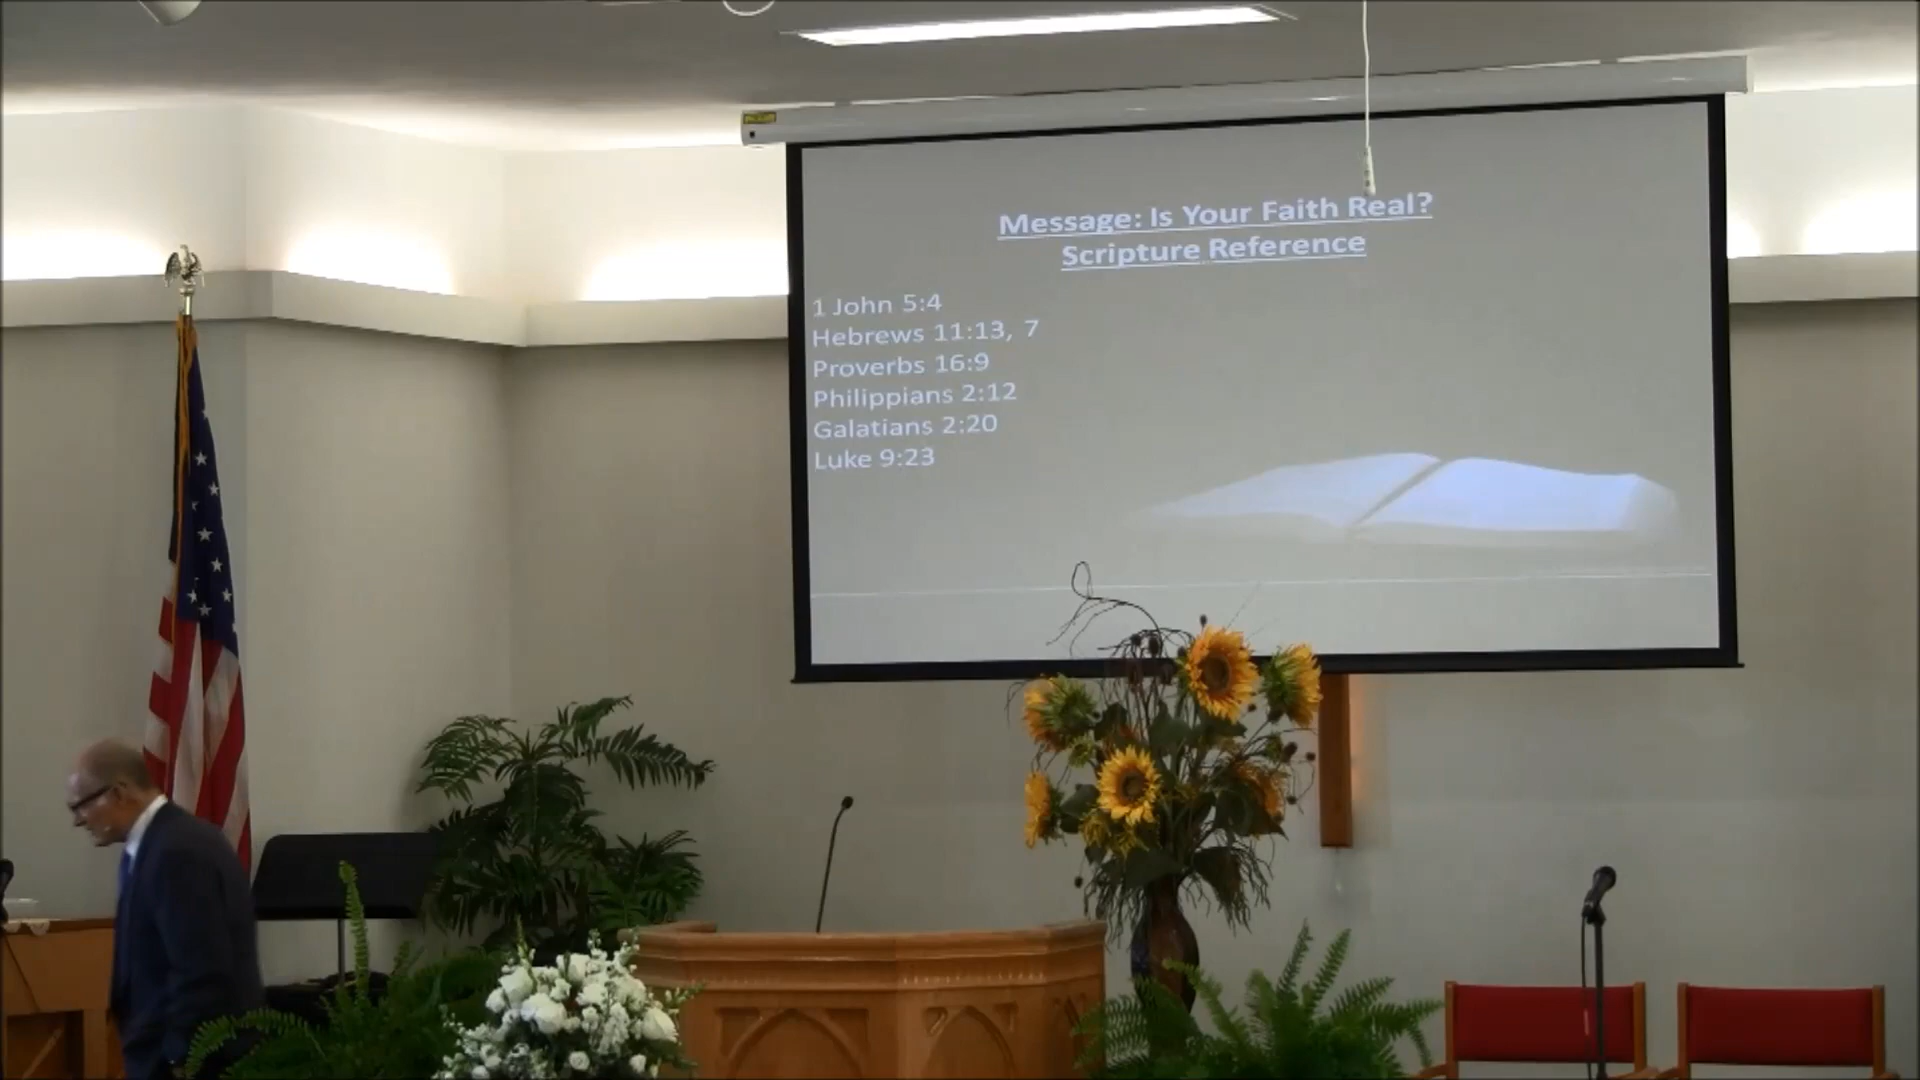 Message: Is Your Faith Real?
Scripture Reference
1 John 5:4
Hebrews 11:13, 7
Proverbs 16:9
Philippians 2:12
Galatians 2:20
Luke 9:23